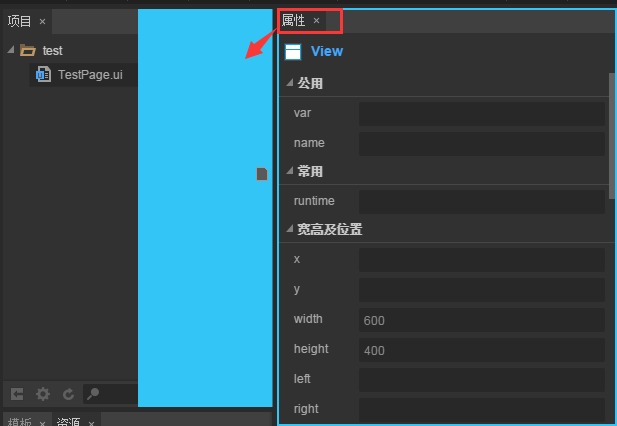 项目 ×
test
TestPage.ui
模板 × 资源 ×
属性 ×
View
公用
var
name
常用
runtime
宽高及位置
x
y
width 600
height 400
left
right